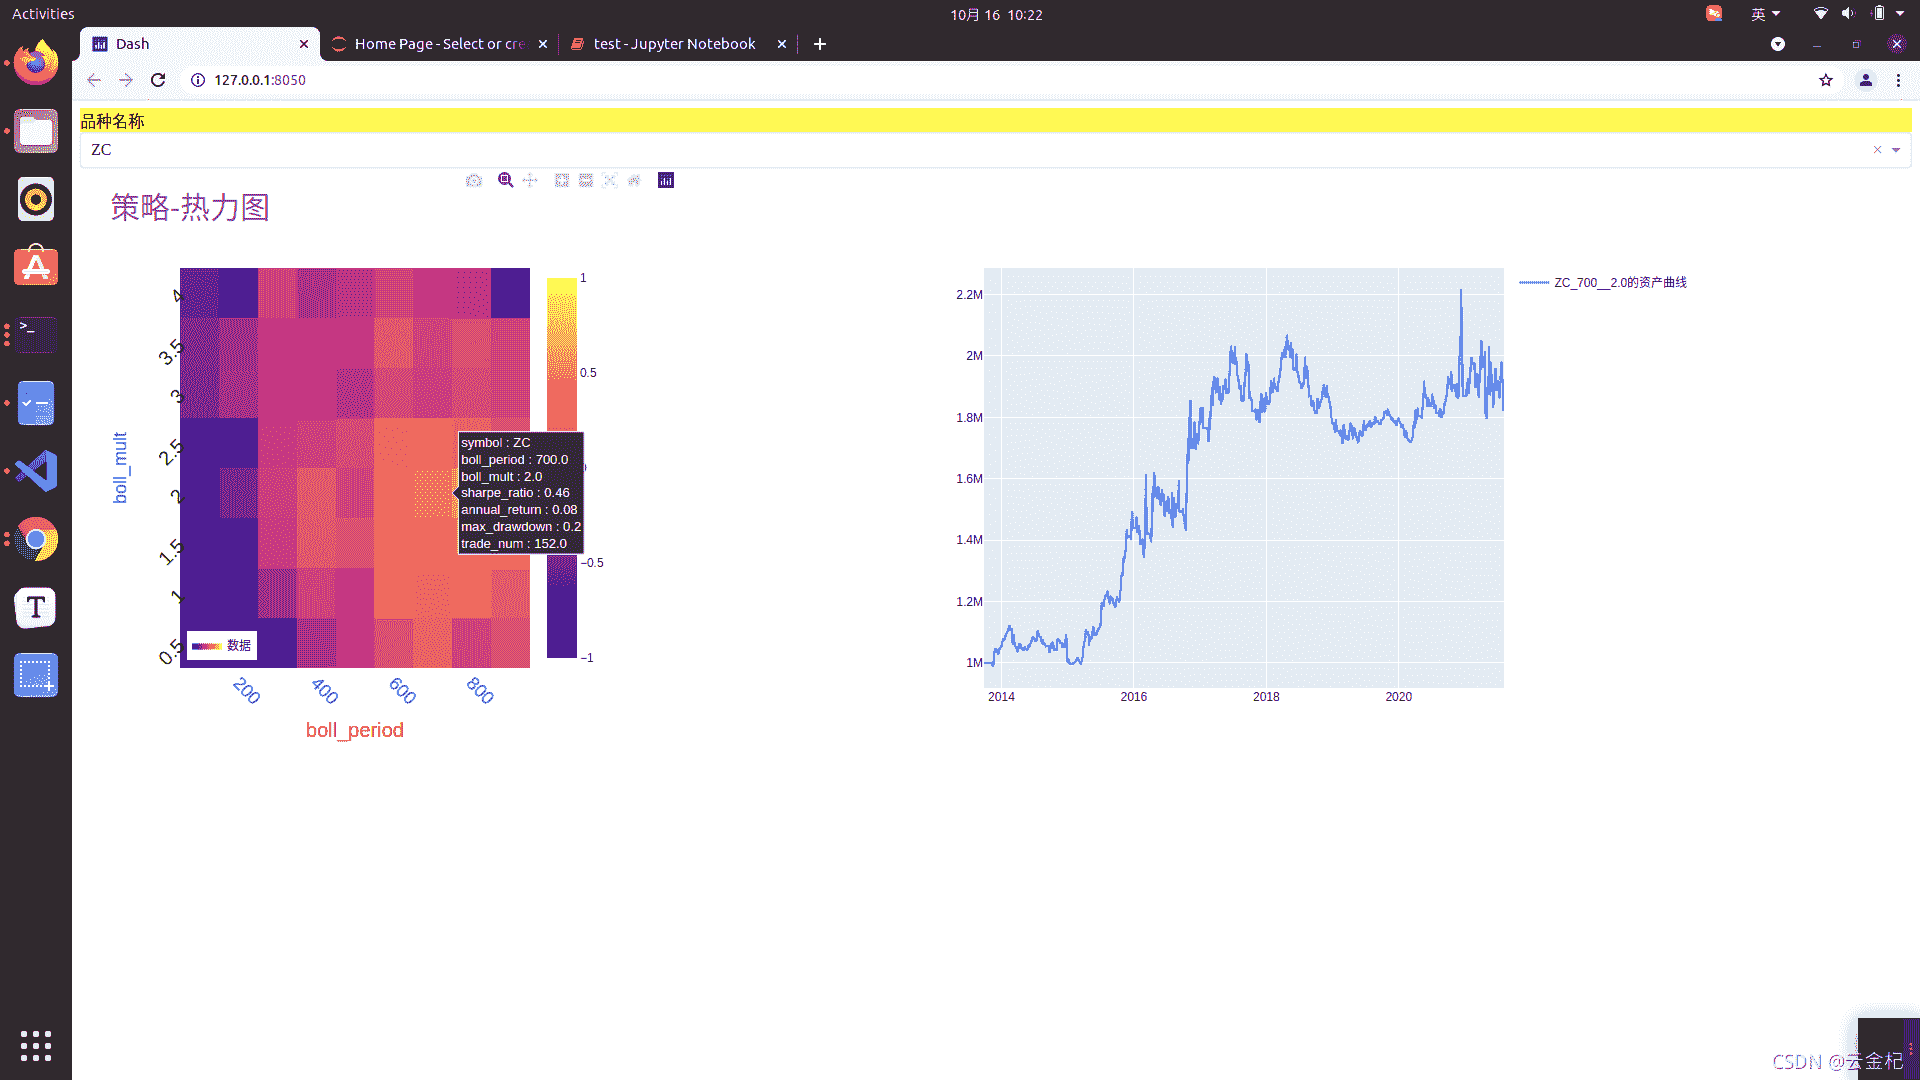 Activities
10月 16 10:22
英
Dash
Home Page - Select or cre
test - Jupyter Notebook
127.0.0.1:8050
品种名称
ZC
策略-热力图
4
3.5
3
2.5
2
1.5
1
0.5
boll_mult
200
400
600
800
boll_period
数据
1
0.5
−0.5
−1
symbol : ZC
boll_period : 700.0
boll_mult : 2.0
sharpe_ratio : 0.46
annual_return : 0.08
max_drawdown : 0.2
trade_num : 152.0
2.2M
2M
1.8M
1.6M
1.4M
1.2M
1M
2014
2016
2018
2020
ZC_700__2.0的资产曲线
CSDN @云金杞